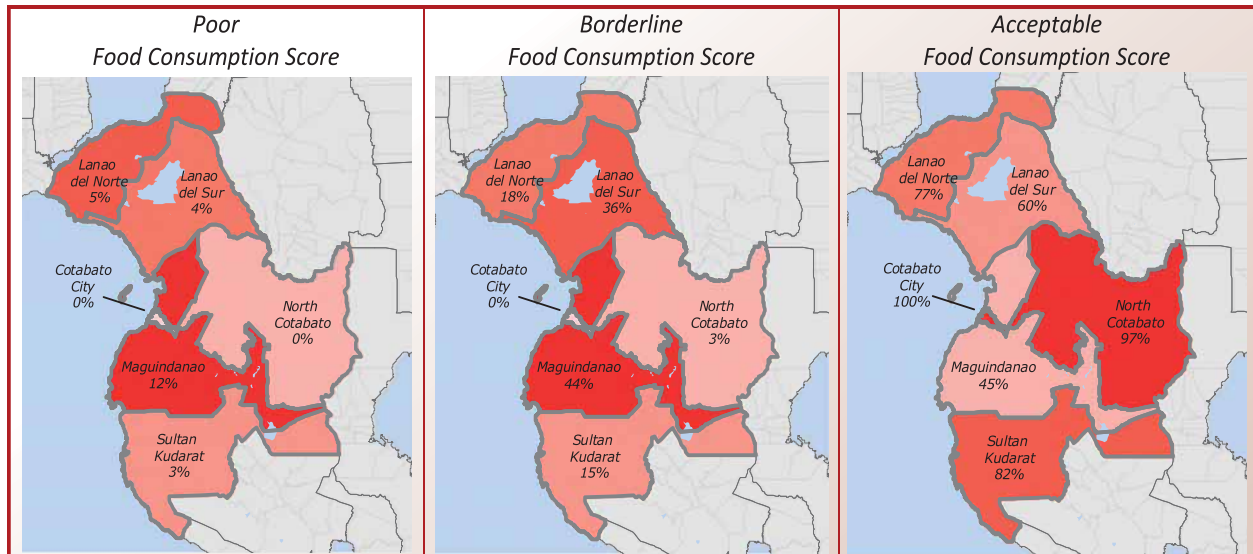 Poor
Food Consumption Score
Lanao
del Norte
5%
Lanao
del Sur
4%
Cotabato
City
0%
North
Cotabato
0%
Maguindanao
12%
Sultan
Kudarat
3%
Borderline
Food Consumption Score
Lanao
del Norte
18%
Lanao
del Sur
36%
Cotabato
City
0%
North
Cotabato
3%
Maguindanao
44%
Sultan
Kudarat
15%
Acceptable
Food Consumption Score
Lanao
del Norte
77%
Lanao
del Sur
60%
Cotabato
City
100%
North
Cotabato
97%
Maguindanao
45%
Sultan
Kudarat
82%